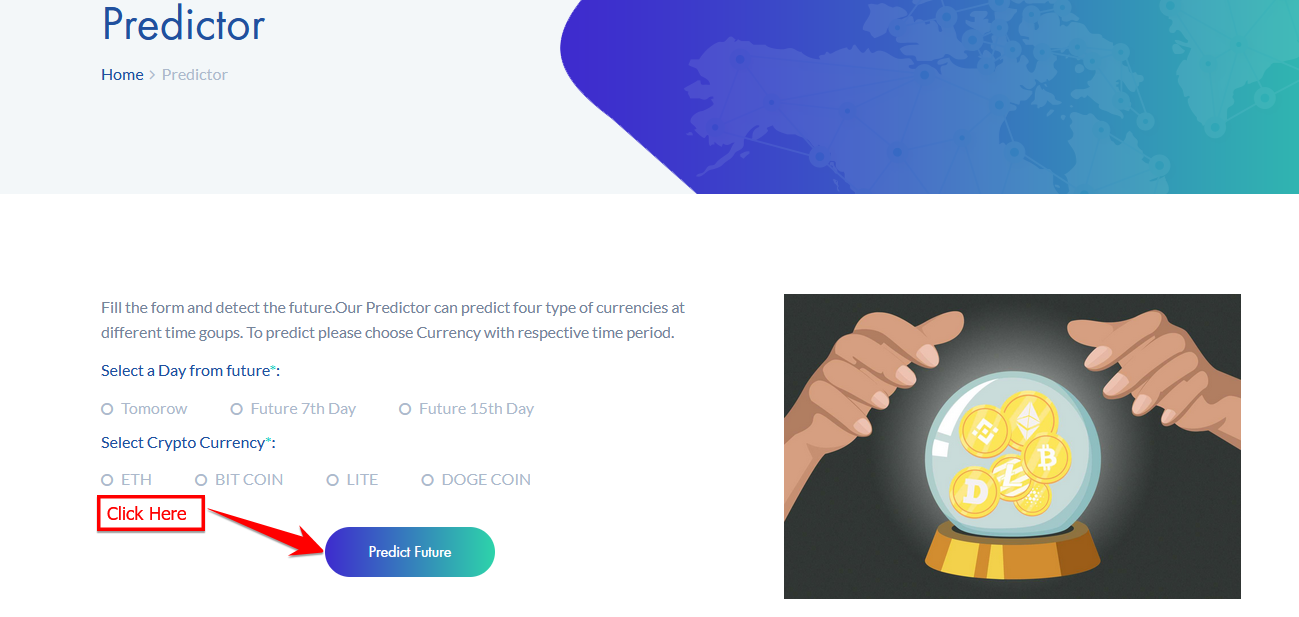 Predictor
Home > Predictor
Fill the form and detect the future.Our Predictor can predict four type of currencies at
different time goups. To predict please choose Currency with respective time period.
Select a Day from future*:
Tomorow Future 7th Day Future 15th Day
Select Crypto Currency*:
ETH BIT COIN LITE DOGE COIN
Click Here
Predict Future